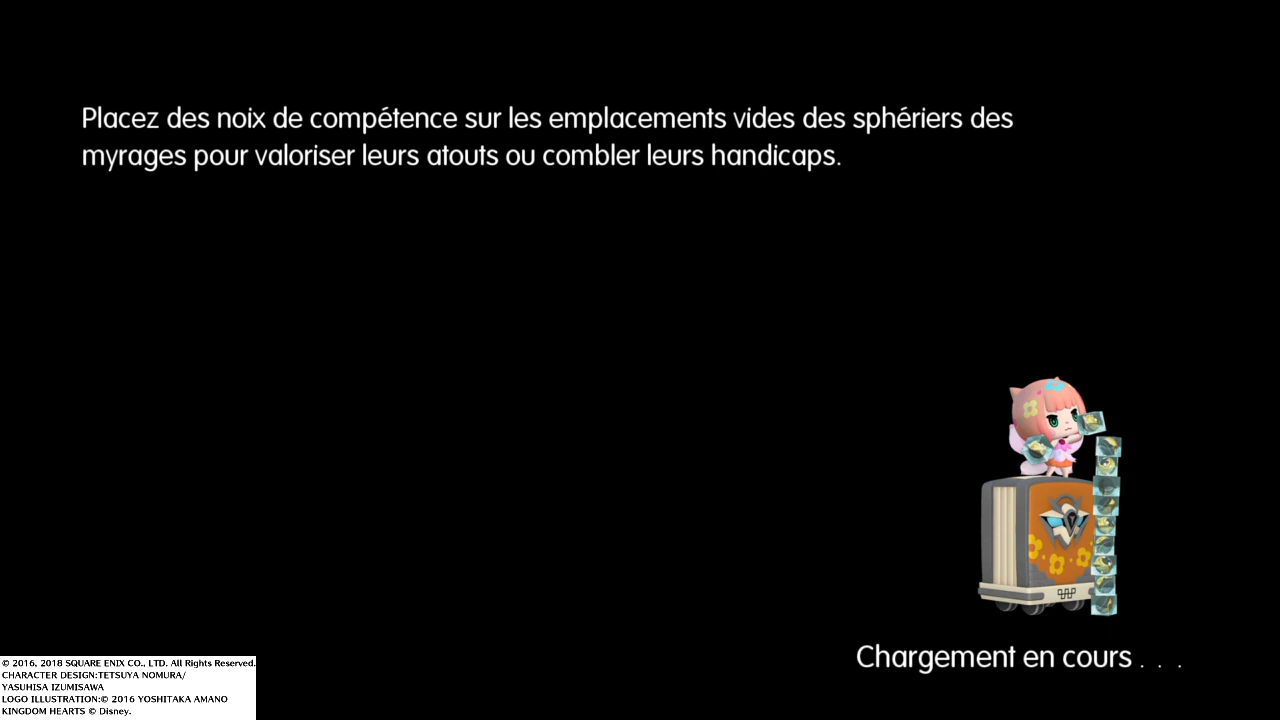 Placez des noix de compétence sur les emplacements vides des sphériers des
myrages pour valoriser leurs atouts ou combler leurs handicaps.
Chargement en cours . . .
© 2016, 2018 SQUARE ENIX CO., LTD. All Rights Reserved.
CHARACTER DESIGN:TETSUYA NOMURA/
YASUHISA IZUMISAWA
LOGO ILLUSTRATION:© 2016 YOSHITAKA AMANO
KINGDOM HEARTS © Disney.